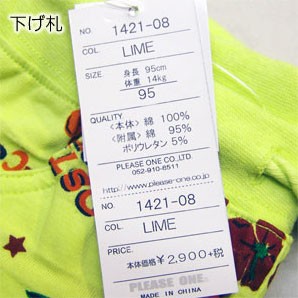 下げ札
NO. 1421-08
COL. LIME
SIZE 身長 95cm
体重 14kg
95
QUALITY
<本体> 綿 100%
<附属> 綿 95%
ポリウレタン 5%
PLEASE ONE CO.,LTD.
052-910-6511
http://www.please-one.co.jp
NO. 1421-08
COL. LIME
PRICE.
本体価格¥2,900+税
PLEASE ONE.
MADE IN CHINA